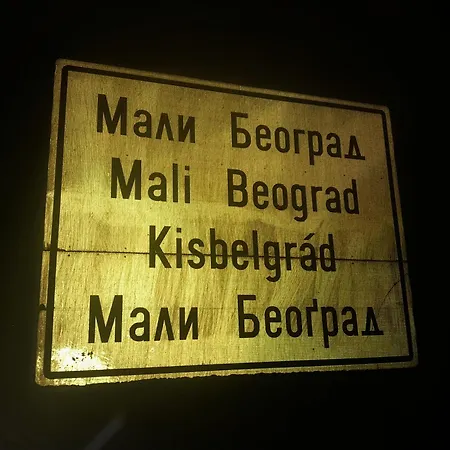 Мали Београд
Mali Beograd
Kisbelgrád
Мали Беоґрад